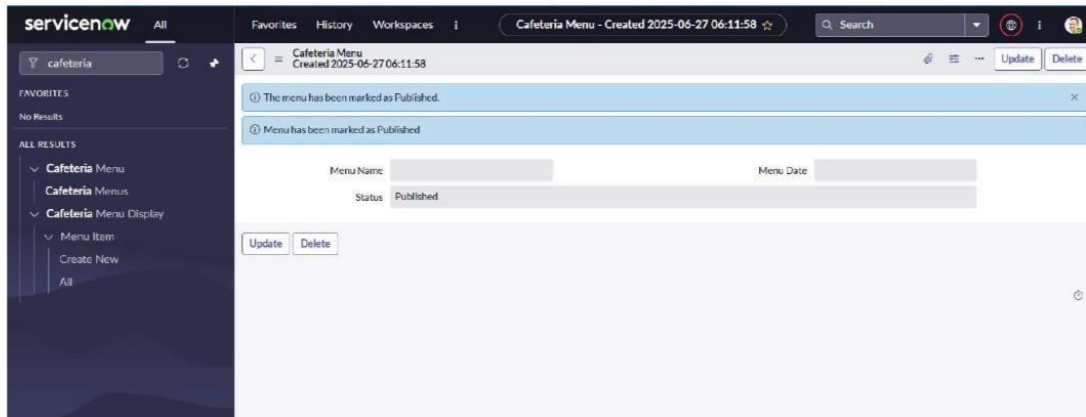 servicenow All Favorites History Workspaces Cafeteria Menu - Created 2025-06-27 06:11:58 Search
cafeteria
Cafeteria Menu
Created 2025-06-27 06:11:58
Update Delete
FAVORITES
No Results
ALL RESULTS
Cafeteria Menu
Cafeteria Menus
Cafeteria Menu Display
Menu Item
Create New
All
The menu has been marked as Published.
Menu has been marked as Published
Menu Name Menu Date
Status Published
Update Delete